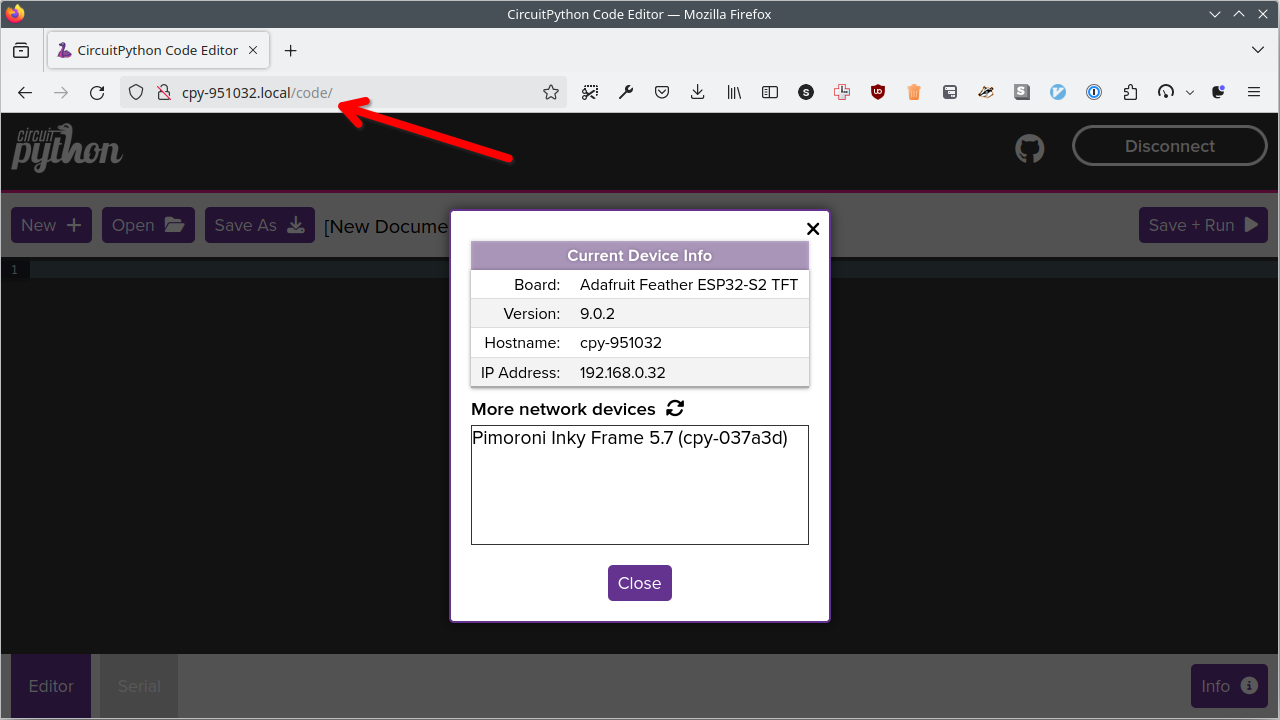 CircuitPython Code Editor — Mozilla Firefox
CircuitPython Code Editor
cpy-951032.local/code/
circuit
python
Disconnect
New
Open
Save As
[New Docume
Save + Run
1
Current Device Info
Board: Adafruit Feather ESP32-S2 TFT
Version: 9.0.2
Hostname: cpy-951032
IP Address: 192.168.0.32
More network devices
Pimoroni Inky Frame 5.7 (cpy-037a3d)
Close
Editor
Serial
Info